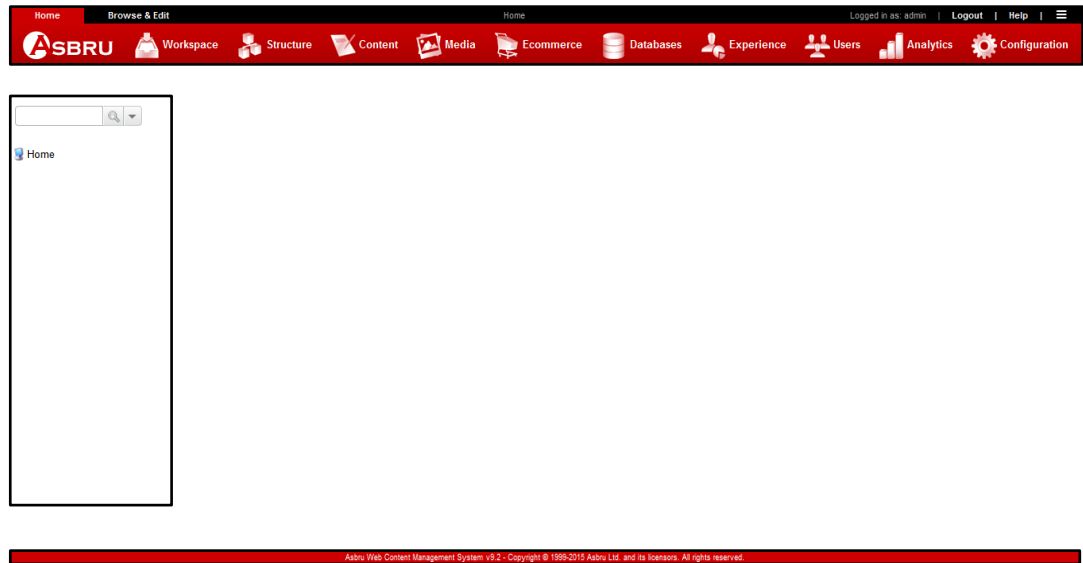 Home Browse & Edit Home Logged in as: admin | Logout | Help |
ASBRU Workspace Structure Content Media Ecommerce Databases Experience Users Analytics Configuration
Home
Asbru Web Content Management System v9.2 - Copyright © 1999-2015 Asbru Ltd. and its licensors. All rights reserved.